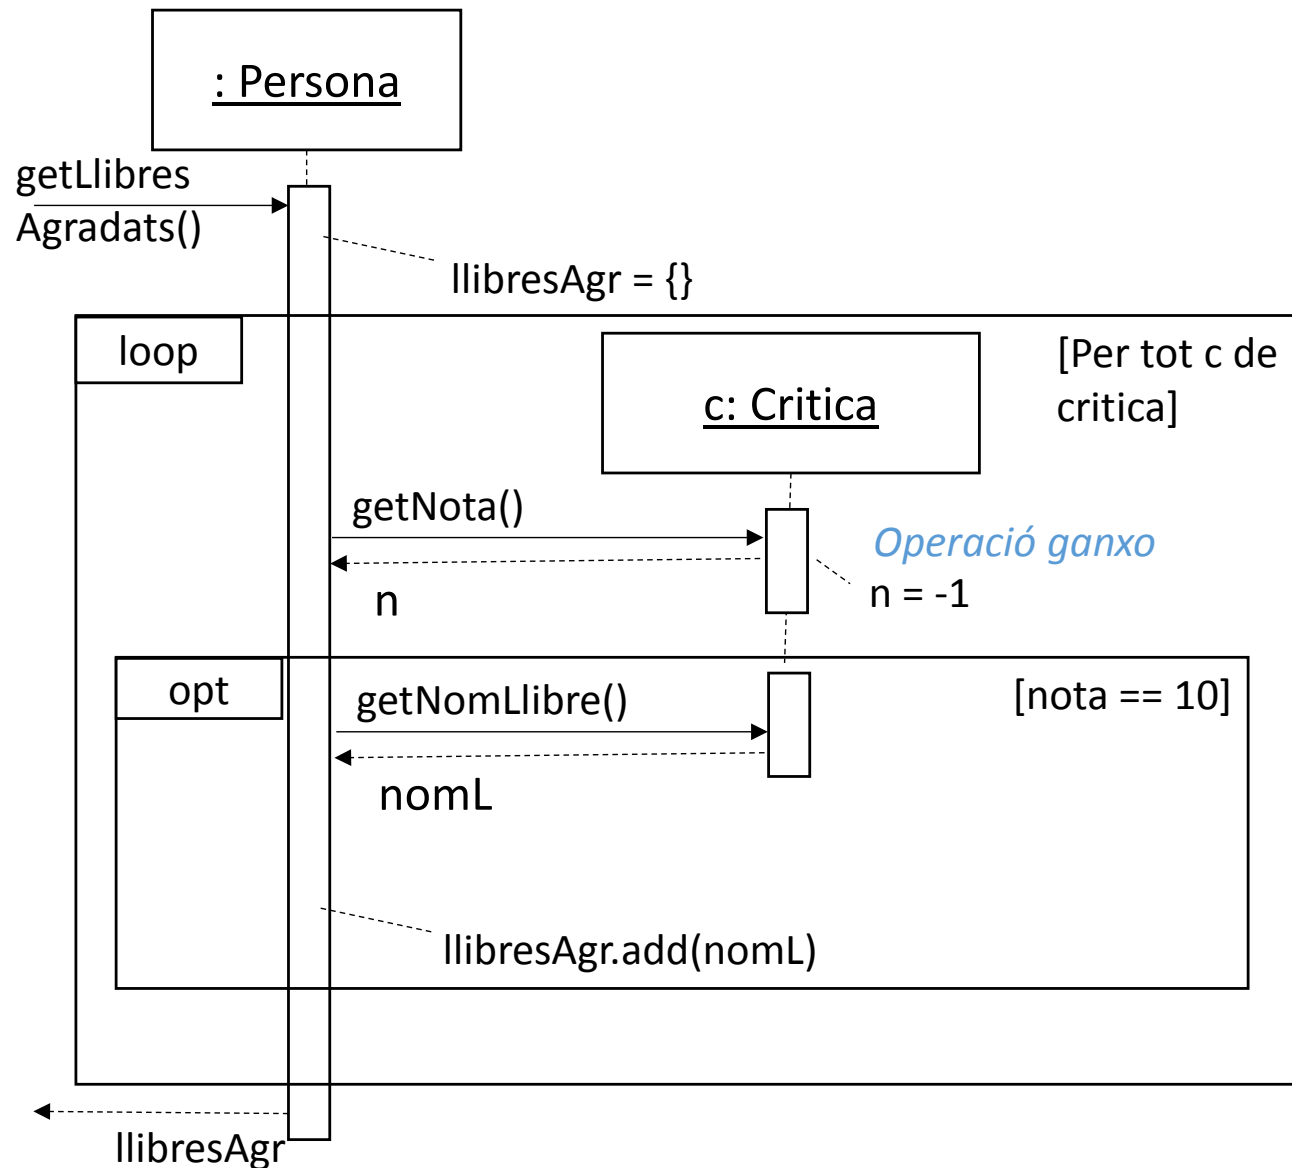 : Persona
getLlibres
Agradats()
llibresAgr = {}
loop
[Per tot c de
critica]
c: Critica
getNota()
Operació ganxo
n
n = -1
opt
getNomLlibre()
[nota == 10]
nomL
llibresAgr.add(nomL)
llibresAgr